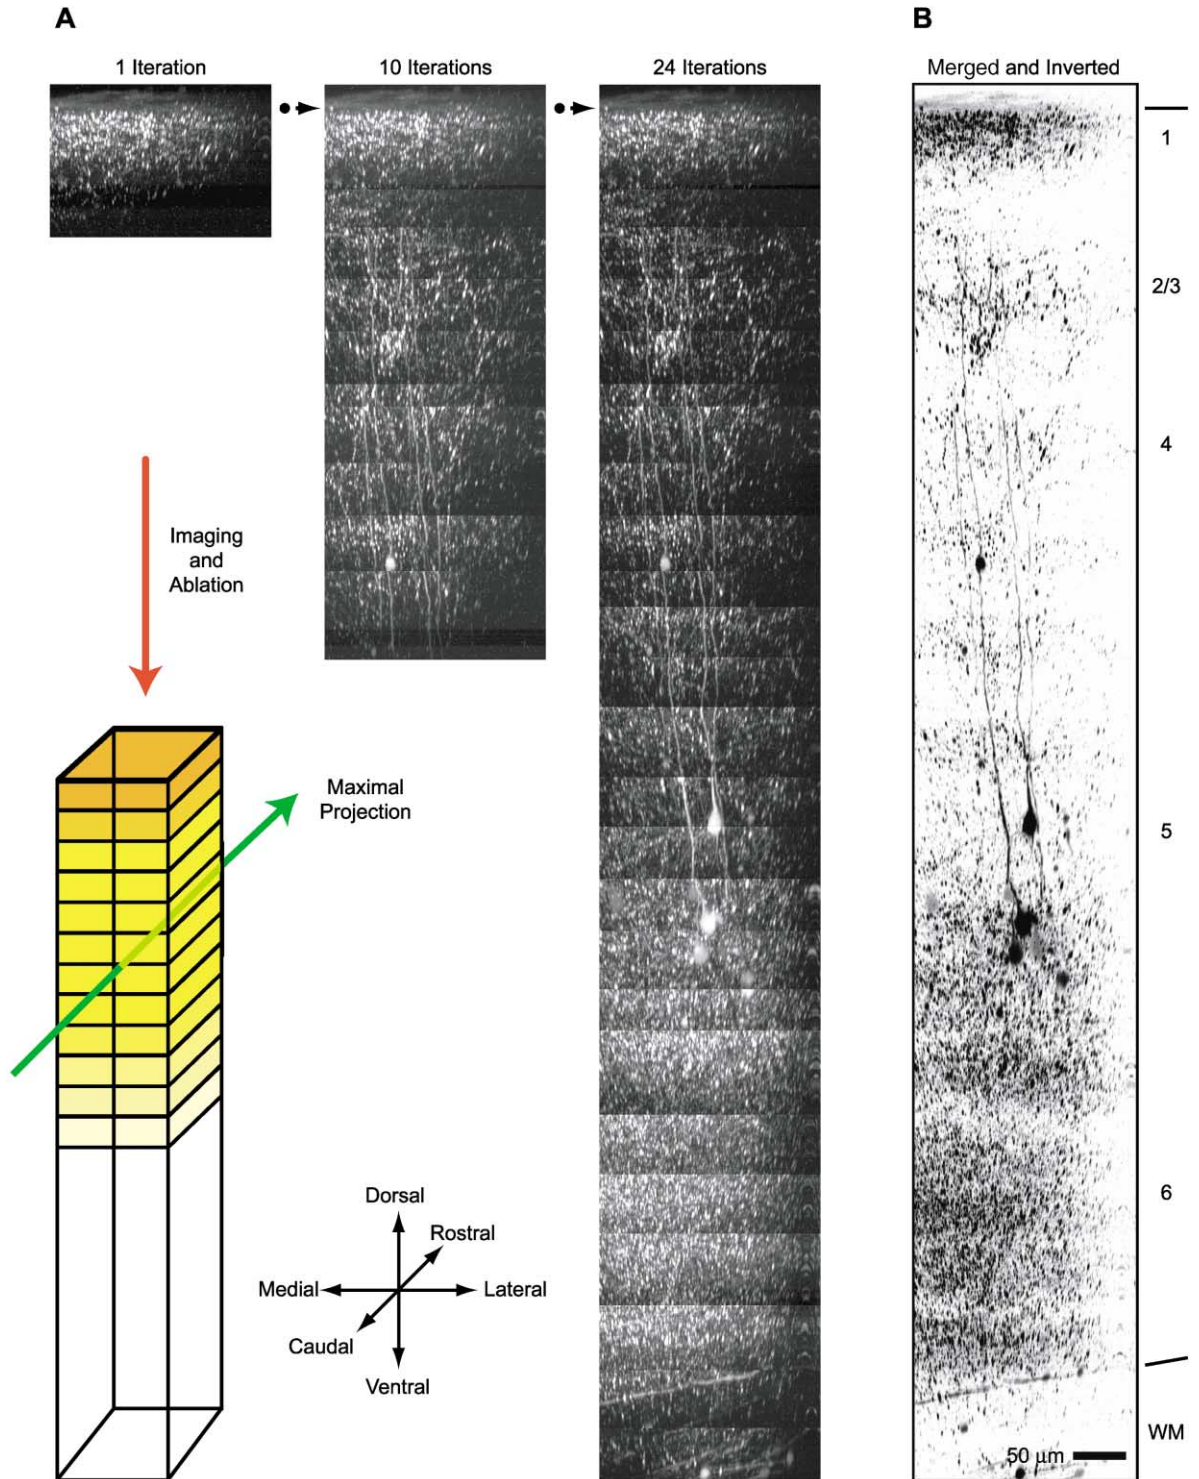 A
B
1 Iteration
10 Iterations
24 Iterations
Merged and Inverted
1
2/3
4
5
6
WM
50 µm
Imaging
and
Ablation
Maximal
Projection
Dorsal
Rostral
Medial
Lateral
Caudal
Ventral